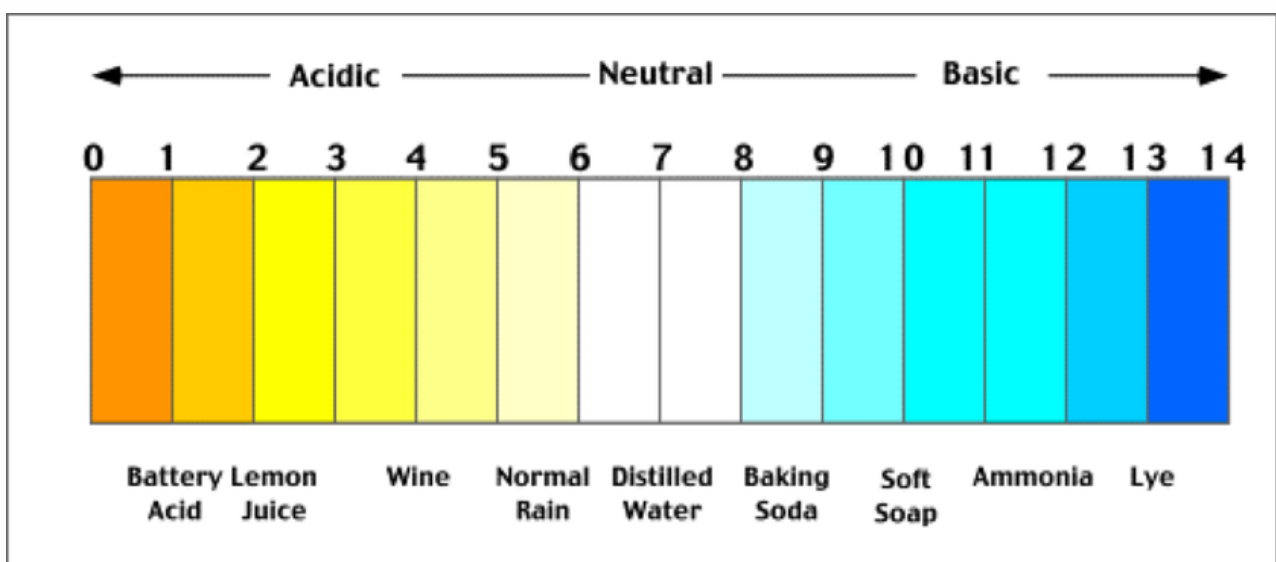 Acidic Neutral Basic
0 1 2 3 4 5 6 7 8 9 10 11 12 13 14
Battery Lemon Wine Normal Distilled Baking Soft Ammonia Lye
Acid Juice Rain Water Soda Soap